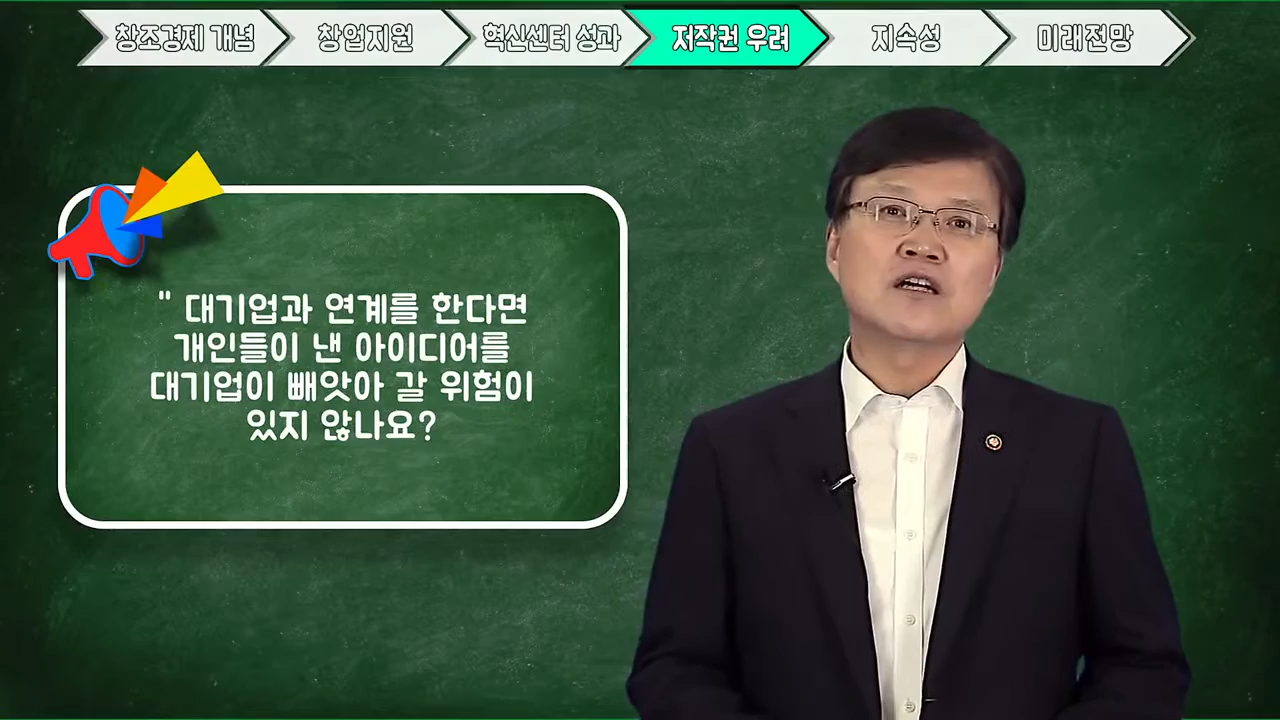 창조경제 개념
창업지원
혁신센터 성과
저작권 우려
지속성
미래전망
" 대기업과 연계를 한다면
개인들이 낸 아이디어를
대기업이 빼앗아 갈 위험이
있지 않나요?